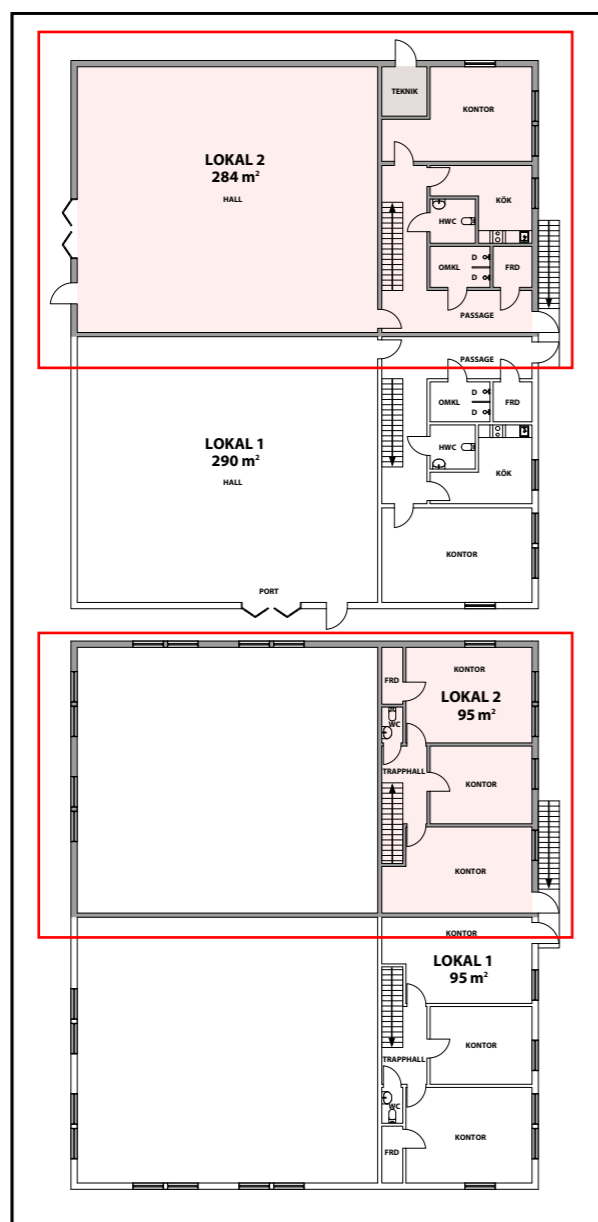 TEKNIK
KONTOR
LOKAL 2
284 m²
HALL
KÖK
HWC
OMKL
D
D
FRD
PASSAGE
PASSAGE
OMKL
D
D
FRD
LOKAL 1
290 m²
HALL
HWC
KÖK
KONTOR
PORT
FRD
KONTOR
LOKAL 2
95 m²
WC
TRAPPHALL
KONTOR
KONTOR
KONTOR
LOKAL 1
95 m²
KONTOR
TRAPPHALL
WC
KONTOR
FRD